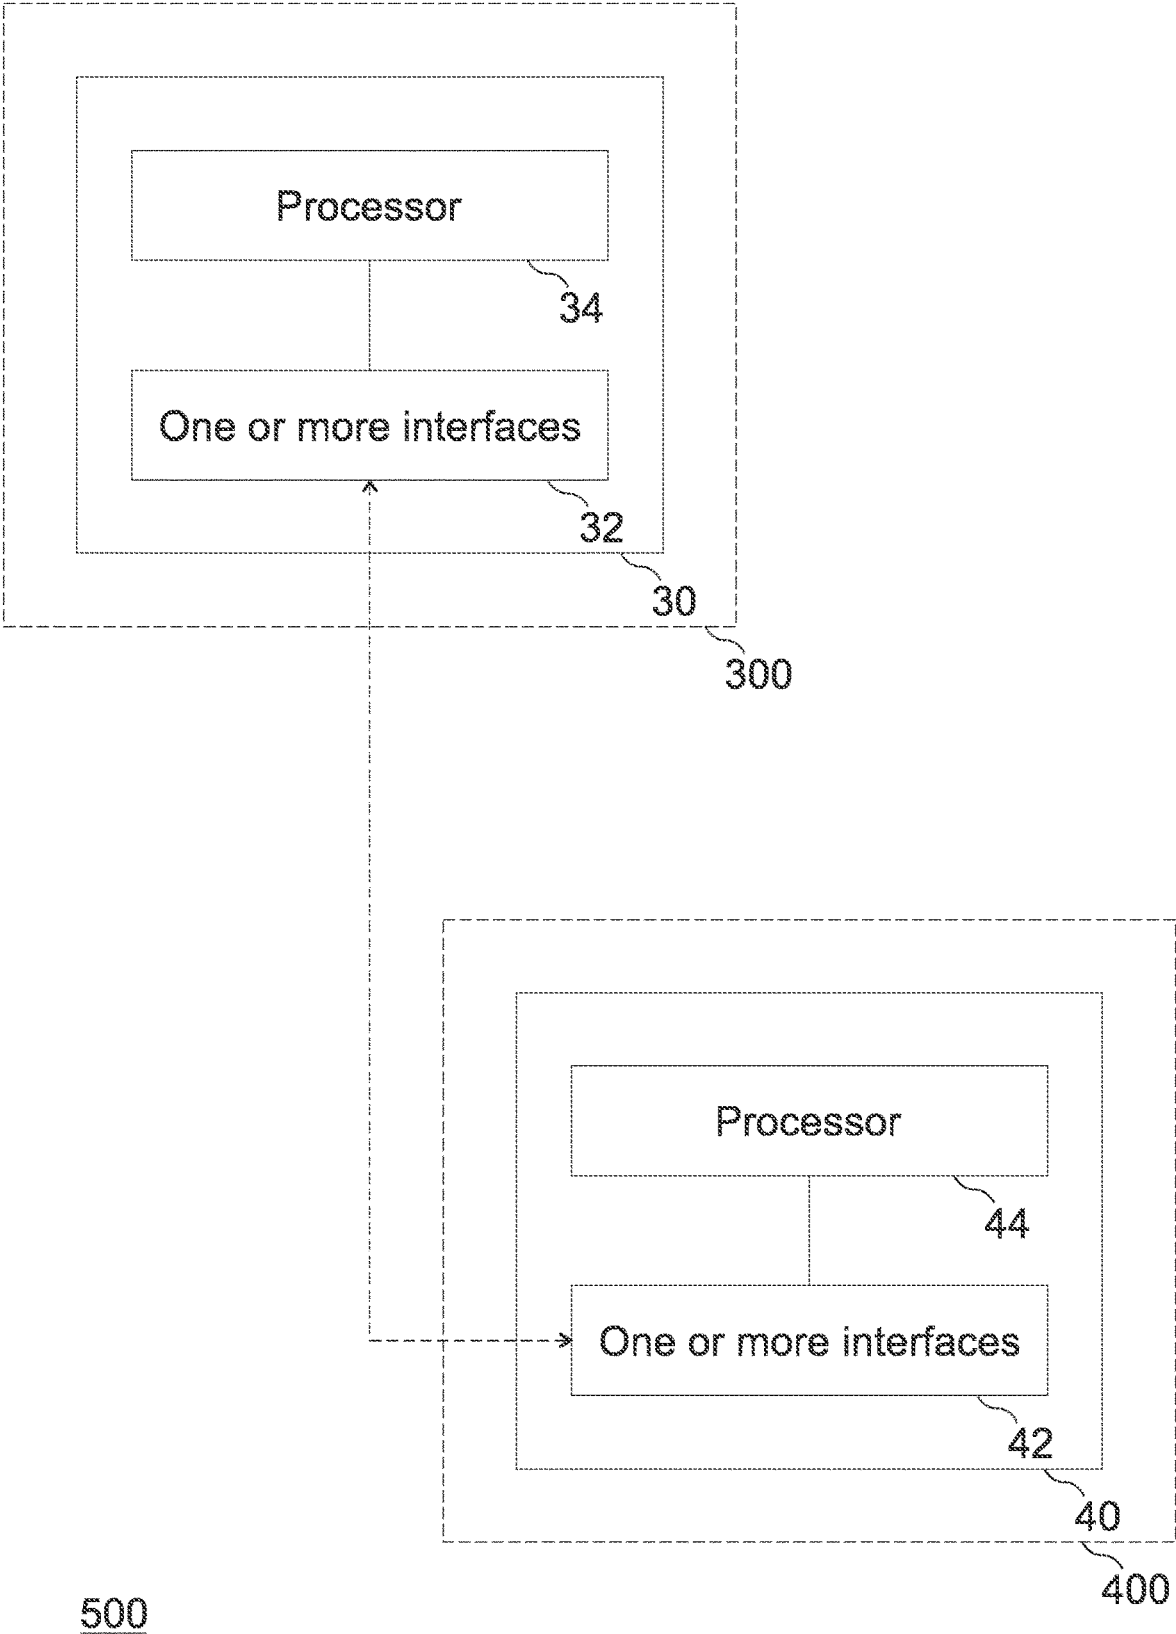 Processor
34
One or more interfaces
32
30
300
Processor
44
One or more interfaces
42
40
400
500